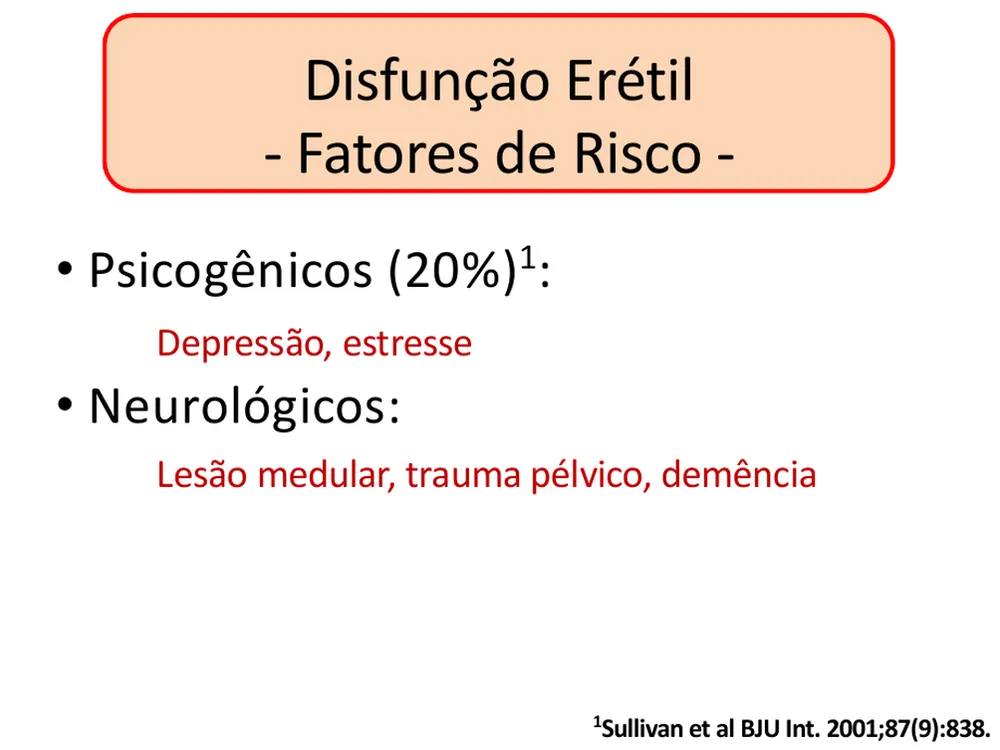 Disfunção Erétil
- Fatores de Risco -
• Psicogênicos (20%)¹:
Depressão, estresse
• Neurológicos:
Lesão medular, trauma pélvico, demência
¹Sullivan et al BJU Int. 2001;87(9):838.